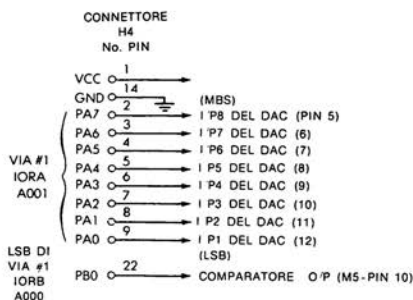 CONNETTORE
H4
No. PIN
VCC 1
GND 14
(MBS)
PA7 2 I P8 DEL DAC (PIN 5)
PA6 3 I P7 DEL DAC (6)
PA5 4 I P6 DEL DAC (7)
PA4 5 I P5 DEL DAC (8)
PA3 6 I P4 DEL DAC (9)
PA2 7 I P3 DEL DAC (10)
PA1 8 I P2 DEL DAC (11)
PA0 9 I P1 DEL DAC (12)
(LSB)
VIA #1
IORA
A001
LSB DI
VIA #1
IORB
A000
PB0 22 COMPARATORE O/P (M5-PIN 10)